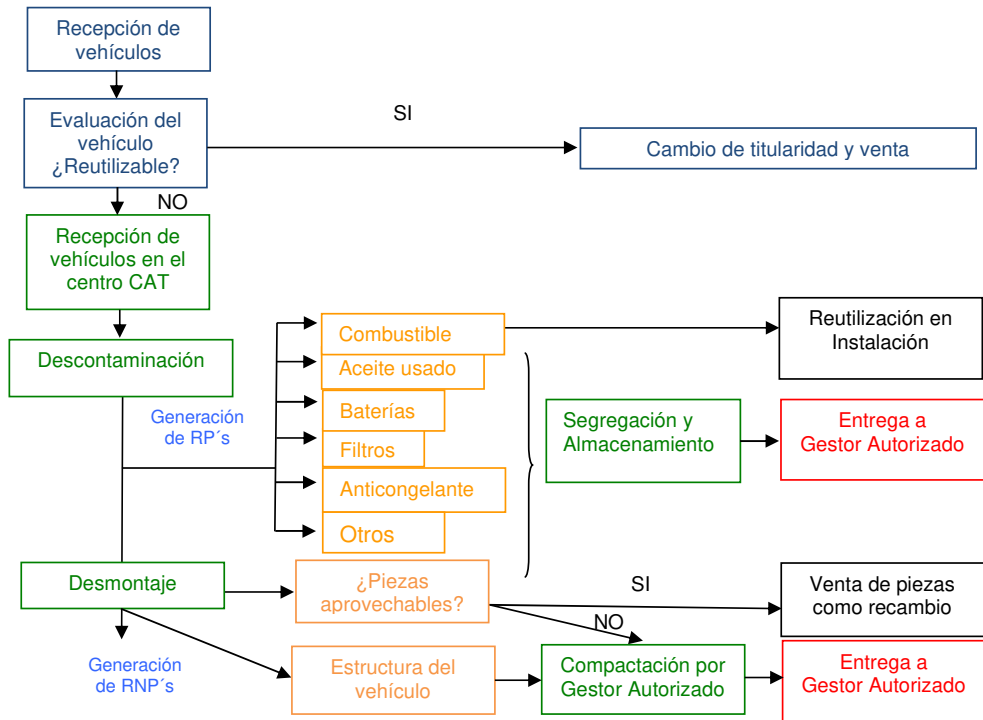 Recepción de
vehículos
Evaluación del
vehículo
¿Reutilizable?
SI
Cambio de titularidad y venta
NO
Recepción de
vehículos en el
centro CAT
Descontaminación
Generación
de RP´s
Combustible
Aceite usado
Baterías
Filtros
Anticongelante
Otros
Reutilización en
Instalación
Segregación y
Almacenamiento
Entrega a
Gestor Autorizado
Desmontaje
¿Piezas
aprovechables?
SI
Venta de piezas
como recambio
NO
Generación
de RNP´s
Estructura del
vehículo
Compactación por
Gestor Autorizado
Entrega a
Gestor Autorizado